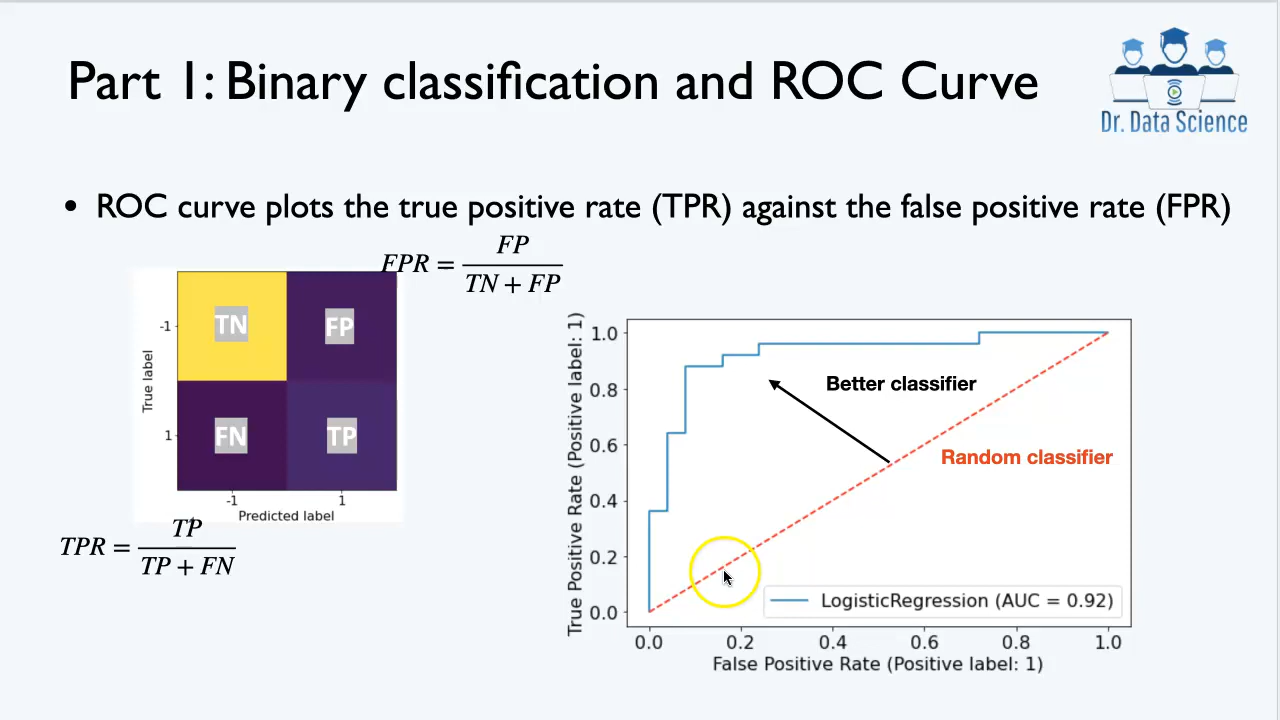 Part 1: Binary classification and ROC Curve
Dr. Data Science
• ROC curve plots the true positive rate (TPR) against the false positive rate (FPR)
FPR = FP / TN + FP
TN
FP
FN
TP
-1
1
True label
-1
1
Predicted label
TPR = TP / TP + FN
True Positive Rate (Positive label: 1)
1.0
0.8
0.6
0.4
0.2
0.0
Better classifier
Random classifier
LogisticRegression (AUC = 0.92)
0.0 0.2 0.4 0.6 0.8 1.0
False Positive Rate (Positive label: 1)